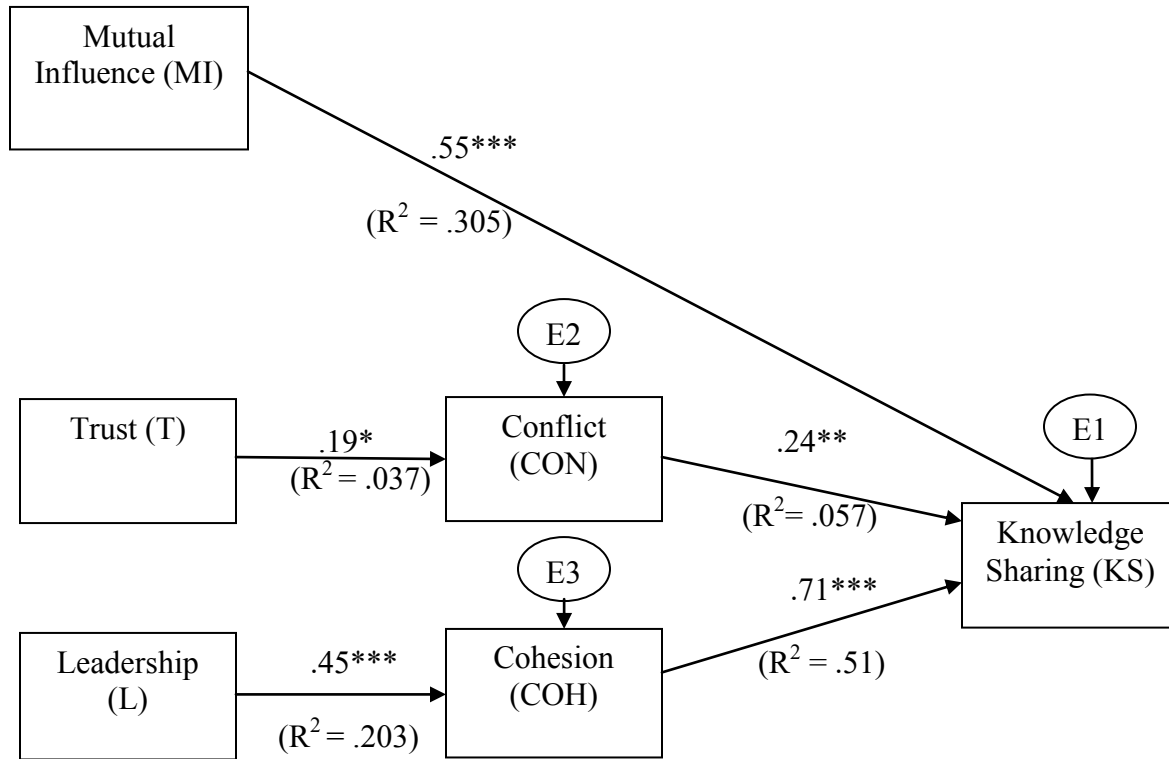 Mutual
Influence (MI)
.55***
(R² = .305)
E2
Trust (T)
.19*
(R² = .037)
Conflict
(CON)
.24**
(R²= .057)
E1
Knowledge
Sharing (KS)
E3
Leadership
(L)
.45***
(R² = .203)
Cohesion
(COH)
.71***
(R² = .51)